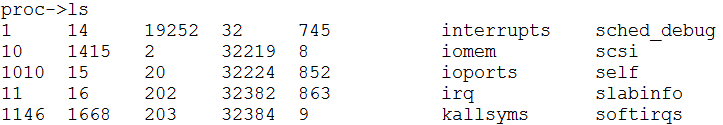 proc->ls
1 14 19252 32 745 interrupts sched_debug
10 1415 2 32219 8 iomem scsi
1010 15 20 32224 852 ioports self
11 16 202 32382 863 irq slabinfo
1146 1668 203 32384 9 kallsyms softirqs